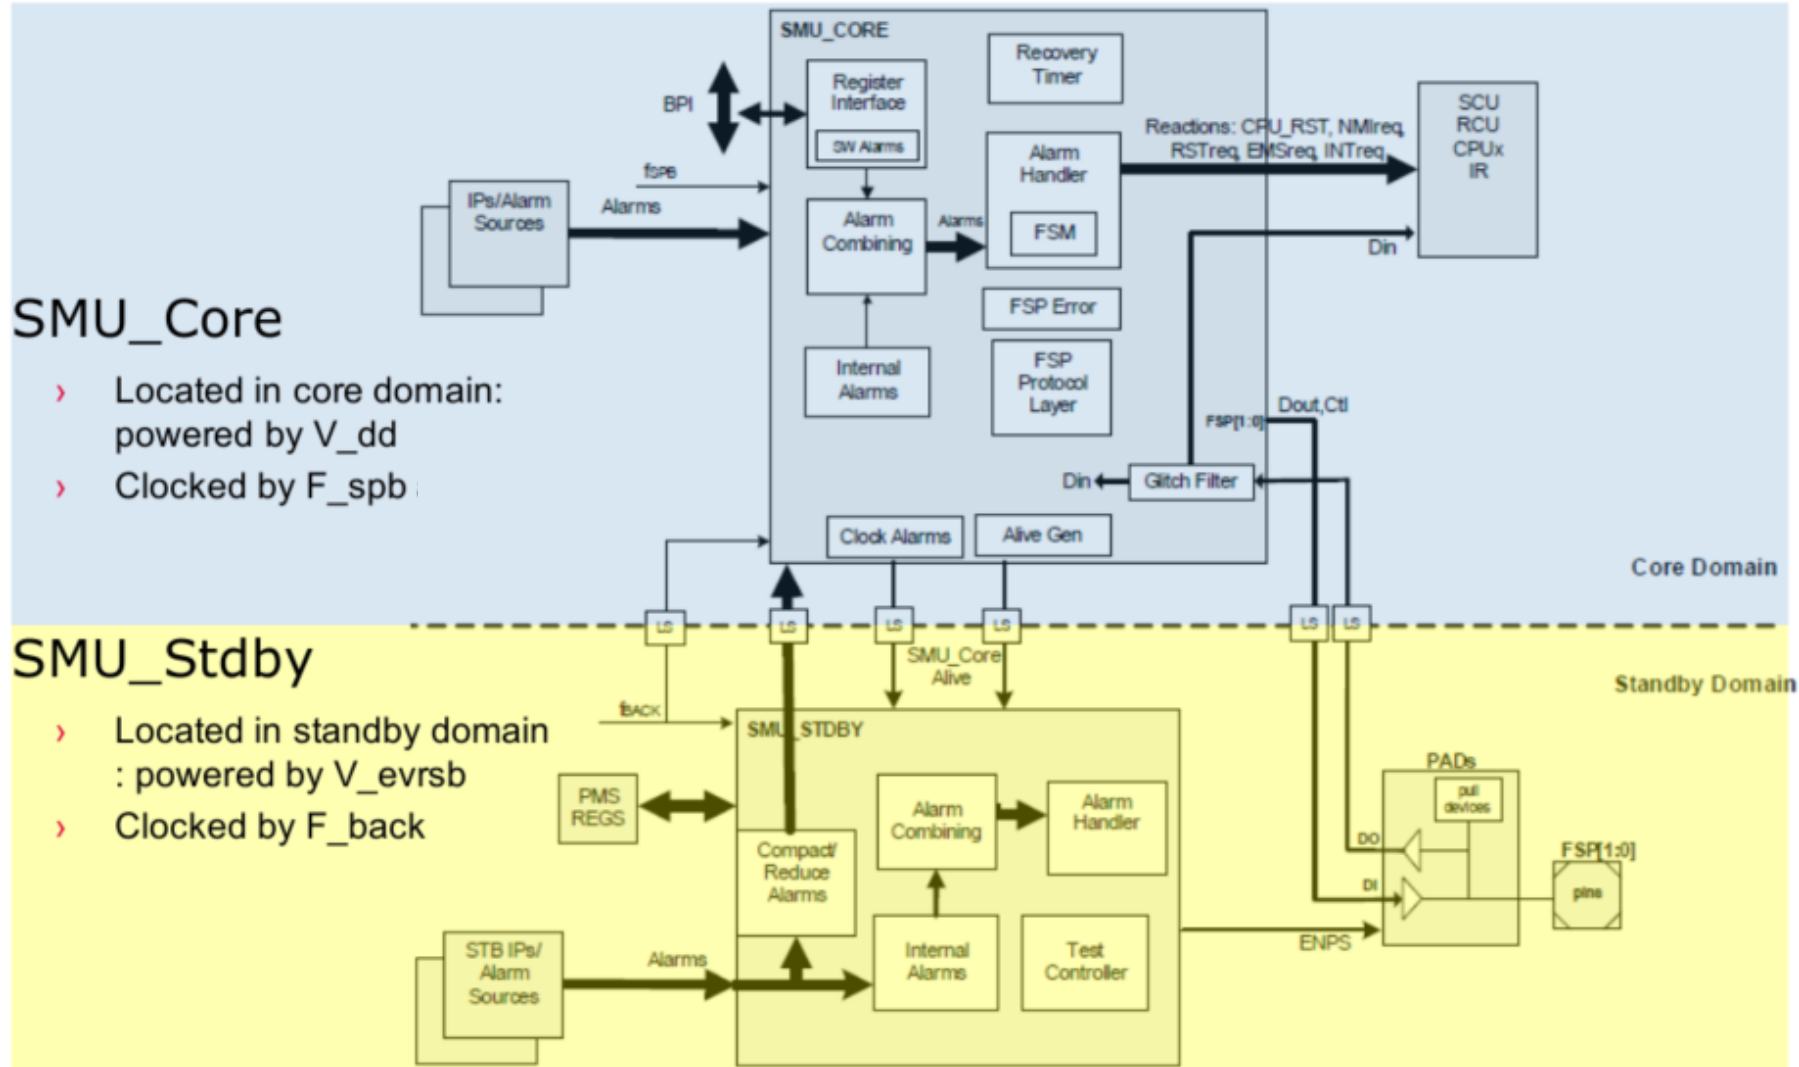 SMU_CORE
Register
Interface
SW Alarms
Recovery
Timer
BPI
fSPB
IPs/Alarm
Sources
Alarms
Alarm
Combining
Alarms
Alarm
Handler
FSM
Reactions: CPU_RST, NMIreq,
RSTreq, EMSreq, INTreq
SCU
RCU
CPUx
IR
Din
FSP Error
Internal
Alarms
FSP
Protocol
Layer
Dout,Ctl
FSP[1:0]
Din
Glitch Filter
Clock Alarms
Alive Gen
Core Domain
SMU_Core
› Located in core domain:
powered by V_dd
› Clocked by F_spb
LS
LS
LS
LS
LS
LS
SMU_Core
Alive
Standby Domain
SMU_Stdby
› Located in standby domain
: powered by V_evrsb
› Clocked by F_back
fBACK
SMU_STDBY
PMS
REGS
Compact/
Reduce
Alarms
Alarm
Combining
Alarm
Handler
STB IPs/
Alarm
Sources
Alarms
Internal
Alarms
Test
Controller
PADs
pull
devices
DO
DI
FSP[1:0]
pins
ENPS